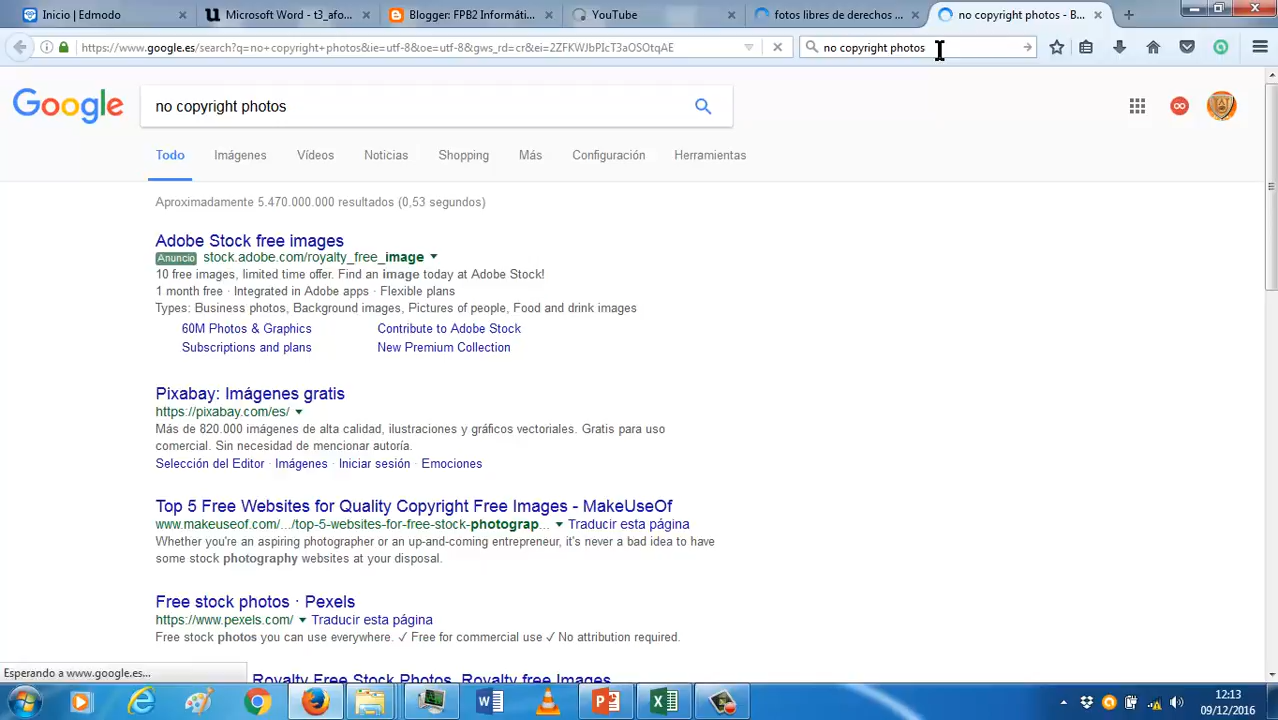 Inicio | Edmodo
Microsoft Word - t3_afo...
Blogger: FPB2 Informáti...
YouTube
fotos libres de derechos ...
no copyright photos - B...
https://www.google.es/search?q=no+copyright+photos&ie=utf-8&oe=utf-8&gws_rd=cr&ei=2ZFKWJbPIcT3aOSOtqAE
no copyright photos
Google
no copyright photos
Todo
Imágenes
Vídeos
Noticias
Shopping
Más
Configuración
Herramientas
Aproximadamente 5.470.000.000 resultados (0,53 segundos)
Adobe Stock free images
Anuncio stock.adobe.com/royalty_free_image
10 free images, limited time offer. Find an image today at Adobe Stock!
1 month free · Integrated in Adobe apps · Flexible plans
Types: Business photos, Background images, Pictures of people, Food and drink images
60M Photos & Graphics
Contribute to Adobe Stock
Subscriptions and plans
New Premium Collection
Pixabay: Imágenes gratis
https://pixabay.com/es/
Más de 820.000 imágenes de alta calidad, ilustraciones y gráficos vectoriales. Gratis para uso
comercial. Sin necesidad de mencionar autoría.
Selección del Editor · Imágenes · Iniciar sesión · Emociones
Top 5 Free Websites for Quality Copyright Free Images - MakeUseOf
www.makeuseof.com/.../top-5-websites-for-free-stock-photograp... Traducir esta página
Whether you're an aspiring photographer or an up-and-coming entrepreneur, it's never a bad idea to have
some stock photography websites at your disposal.
Free stock photos · Pexels
https://www.pexels.com/ Traducir esta página
Free stock photos you can use everywhere. ✓ Free for commercial use ✓ No attribution required.
Royalty Free Stock Photos, Royalty free Images
Esperando a www.google.es...
12:13
09/12/2016